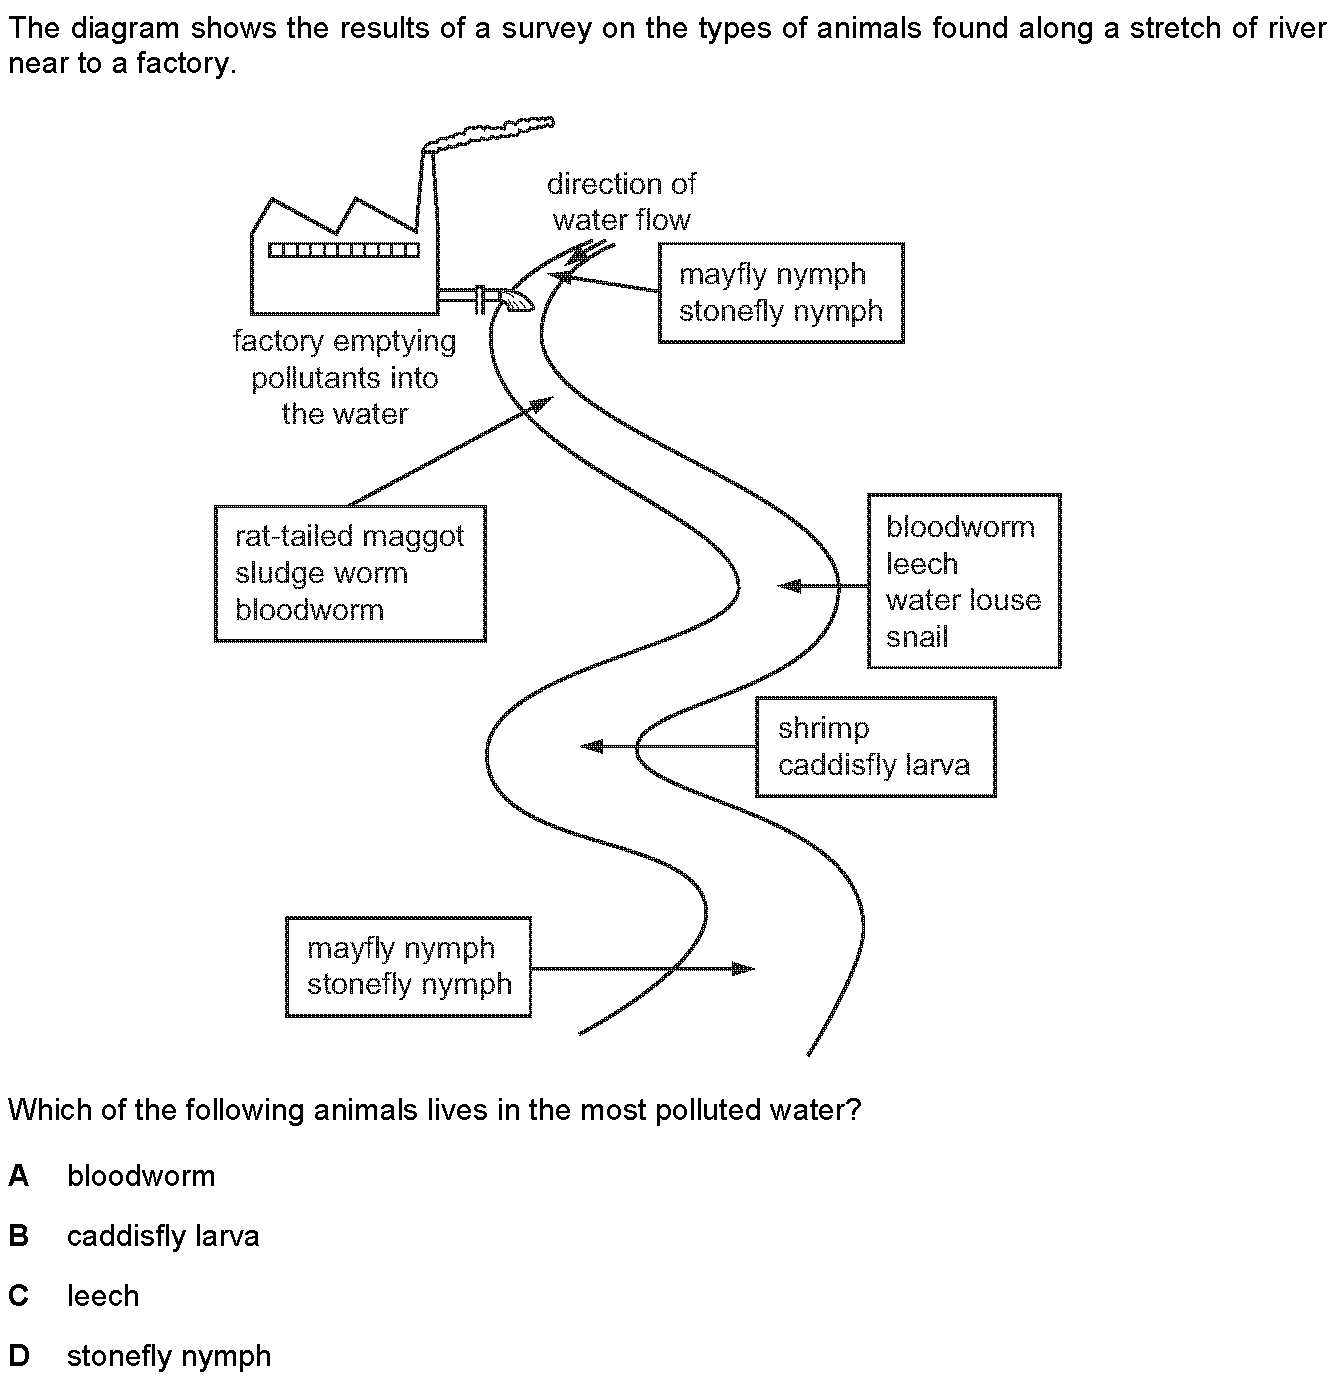 The diagram shows the results of a survey on the types of animals found along a stretch of river
near to a factory.
direction of
water flow
mayfly nymph
stonefly nymph
factory emptying
pollutants into
the water
rat-tailed maggot
sludge worm
bloodworm
bloodworm
leech
water louse
snail
shrimp
caddisfly larva
mayfly nymph
stonefly nymph
Which of the following animals lives in the most polluted water?
A bloodworm
B caddisfly larva
C leech
D stonefly nymph